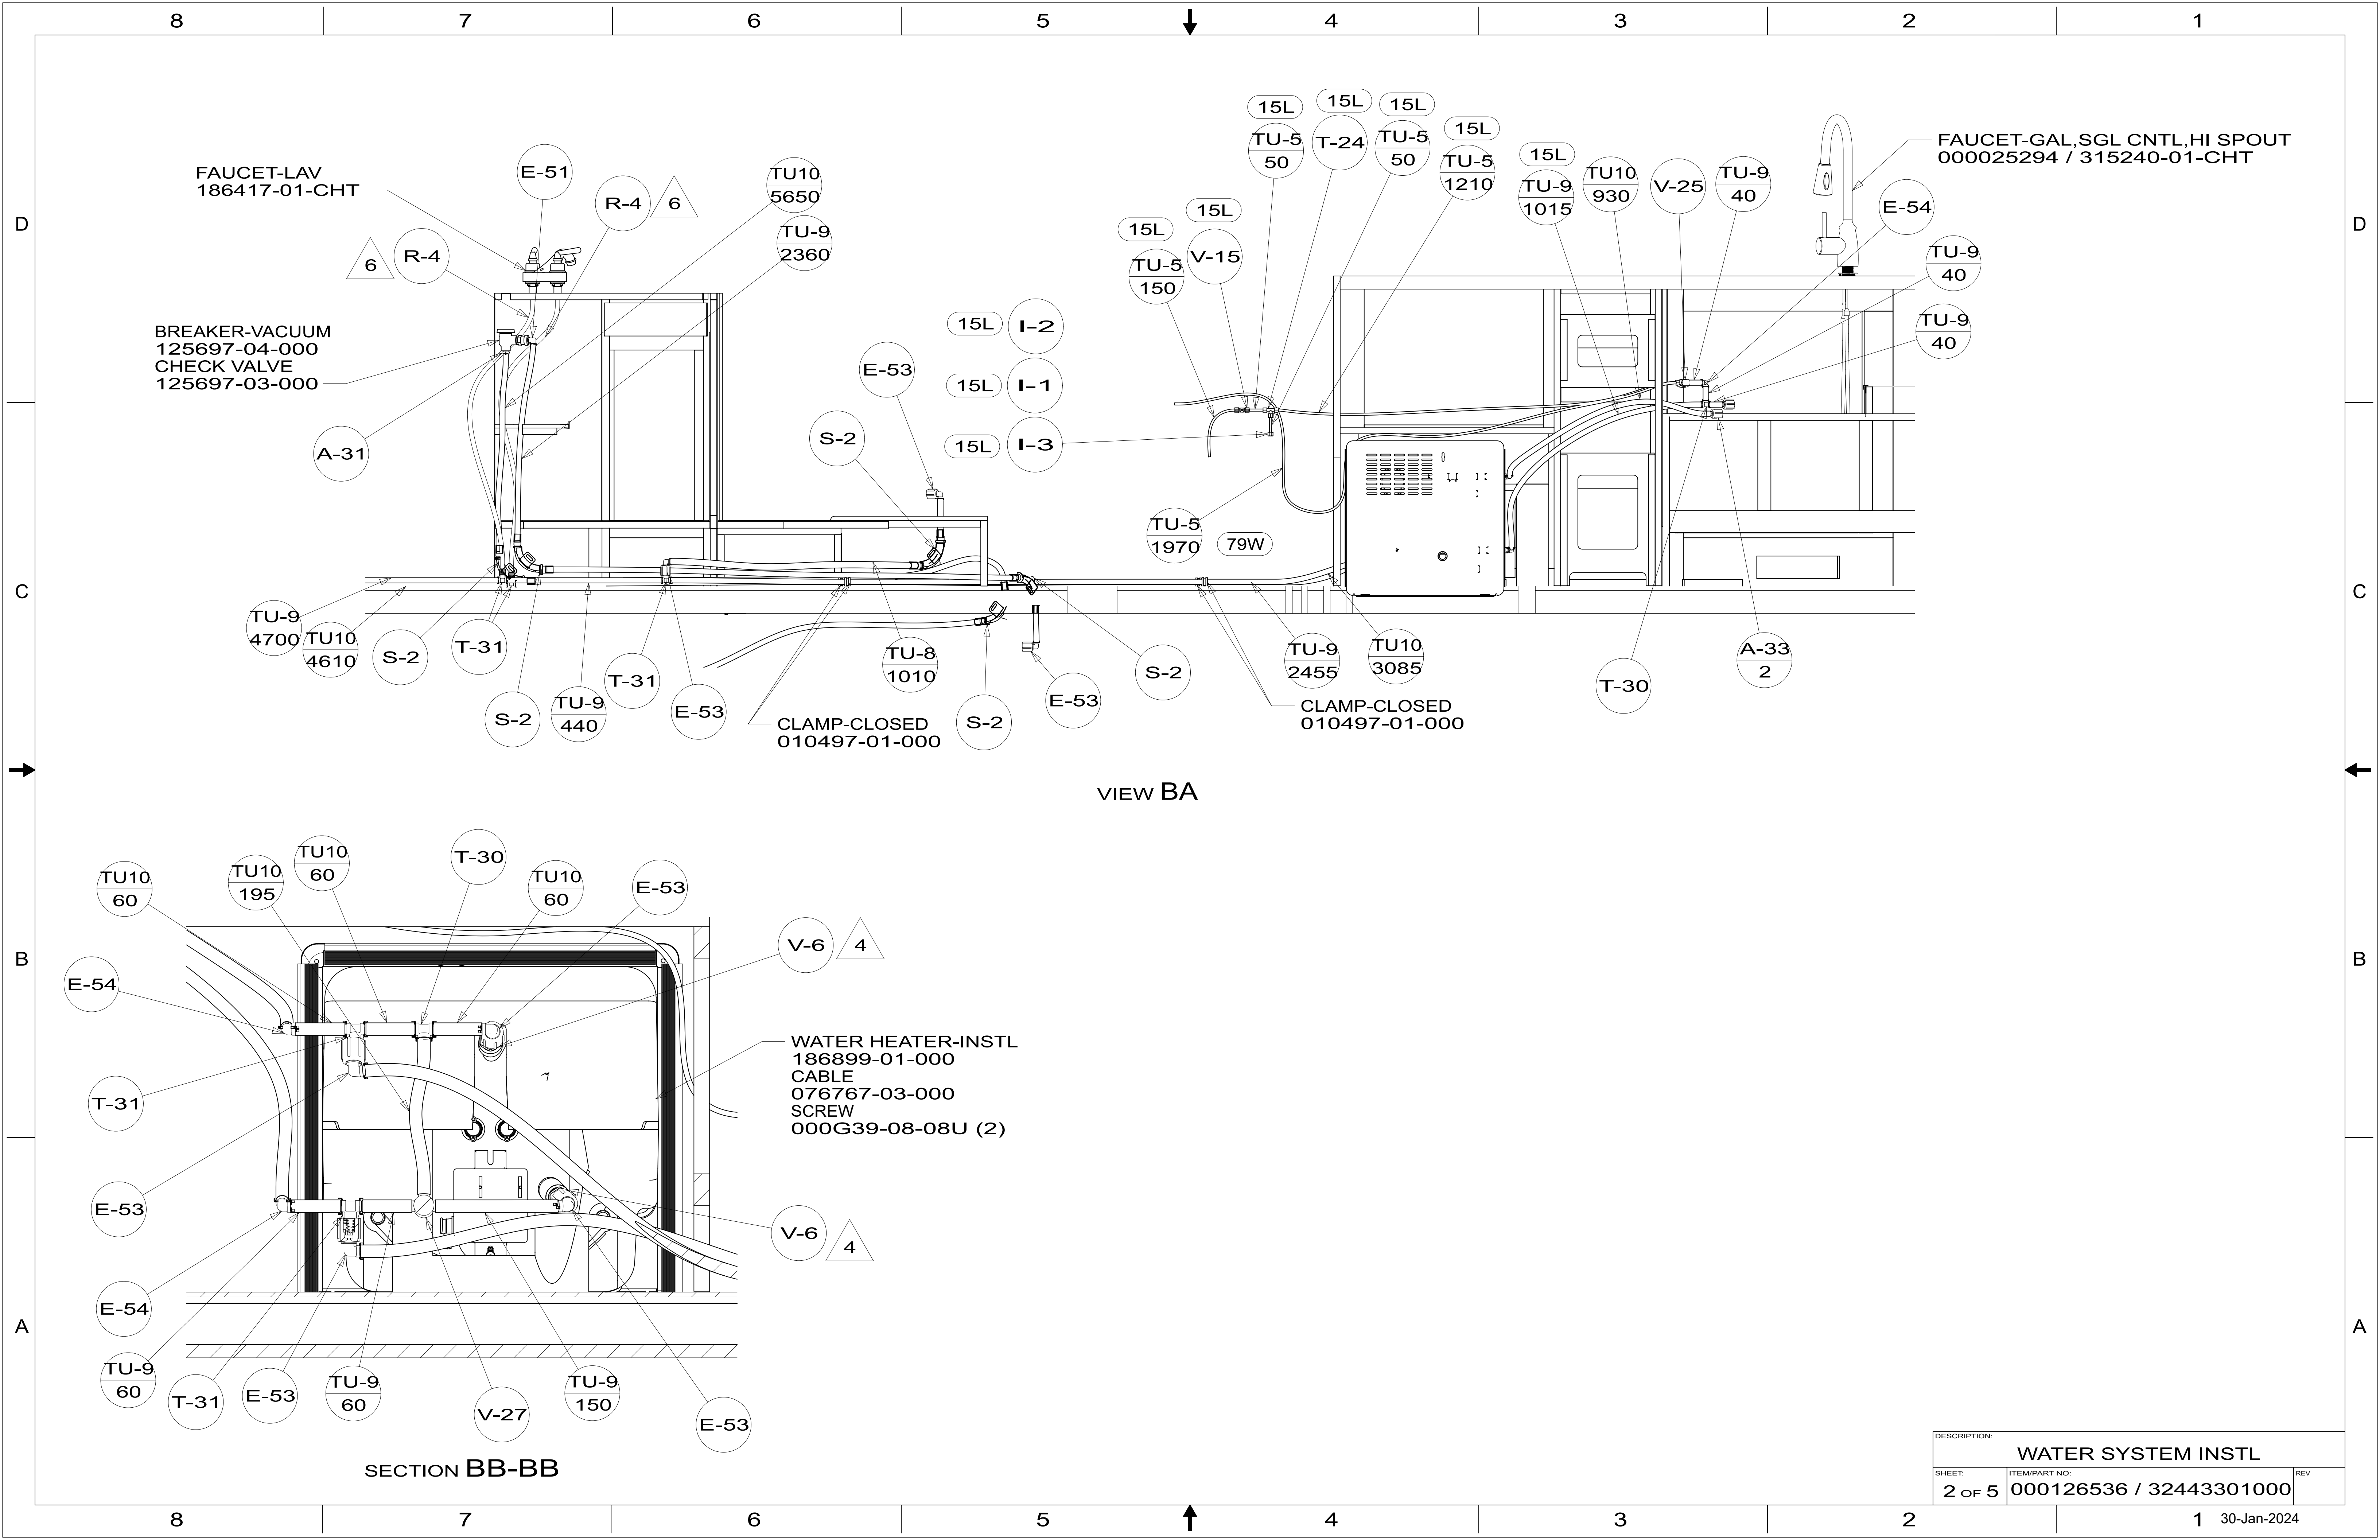 8 7 6 5 4 3 2 1
D
C
B
A
D
C
B
A
FAUCET-LAV
186417-01-CHT
E-51
R-4
6
TU10
5650
6
R-4
TU-9
2360
BREAKER-VACUUM
125697-04-000
CHECK VALVE
125697-03-000
A-31
E-53
S-2
15L
I-2
15L
I-1
15L
I-3
15L
TU-5
150
15L
V-15
15L
TU-5
50
15L
T-24
15L
TU-5
50
15L
TU-5
1210
15L
TU-9
1015
TU10
930
V-25
TU-9
40
E-54
FAUCET-GAL,SGL CNTL,HI SPOUT
000025294 / 315240-01-CHT
TU-9
40
TU-9
40
TU-5
1970
79W
TU-9
4700
TU10
4610
S-2
T-31
S-2
TU-9
440
T-31
E-53
CLAMP-CLOSED
010497-01-000
TU-8
1010
S-2
E-53
S-2
TU-9
2455
TU10
3085
CLAMP-CLOSED
010497-01-000
T-30
A-33
2
VIEW BA
TU10
60
TU10
195
TU10
60
T-30
TU10
60
E-53
V-6
4
E-54
WATER HEATER-INSTL
186899-01-000
CABLE
076767-03-000
SCREW
000G39-08-08U (2)
T-31
E-53
V-6
4
E-54
TU-9
60
T-31
E-53
TU-9
60
V-27
TU-9
150
E-53
SECTION BB-BB
DESCRIPTION:
WATER SYSTEM INSTL
SHEET:
2 OF 5
ITEM/PART NO:
000126536 / 32443301000
REV
8 7 6 5 4 3 2 1
30-Jan-2024